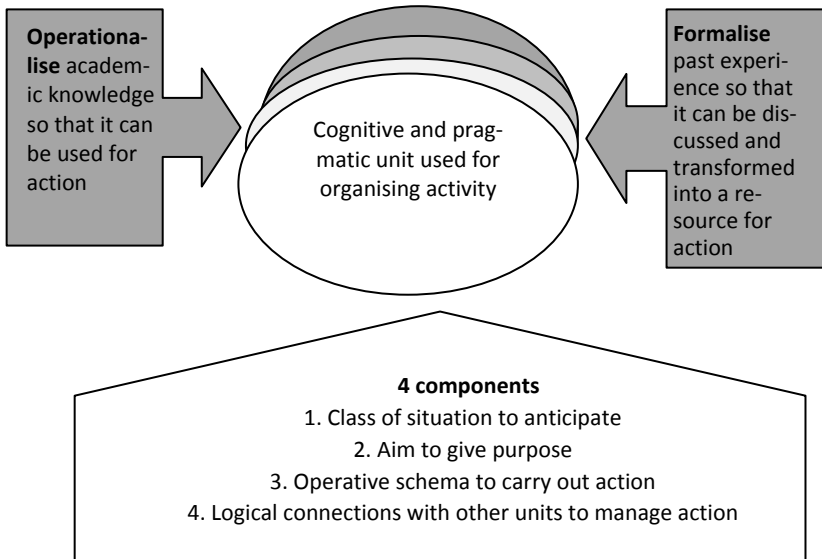 Operationa-
lise academ-
ic knowledge
so that it can
be used for
action
Cognitive and prag-
matic unit used for
organising activity
Formalise
past experi-
ence so that
it can be dis-
cussed and
transformed
into a re-
source for
action
4 components
1. Class of situation to anticipate
2. Aim to give purpose
3. Operative schema to carry out action
4. Logical connections with other units to manage action